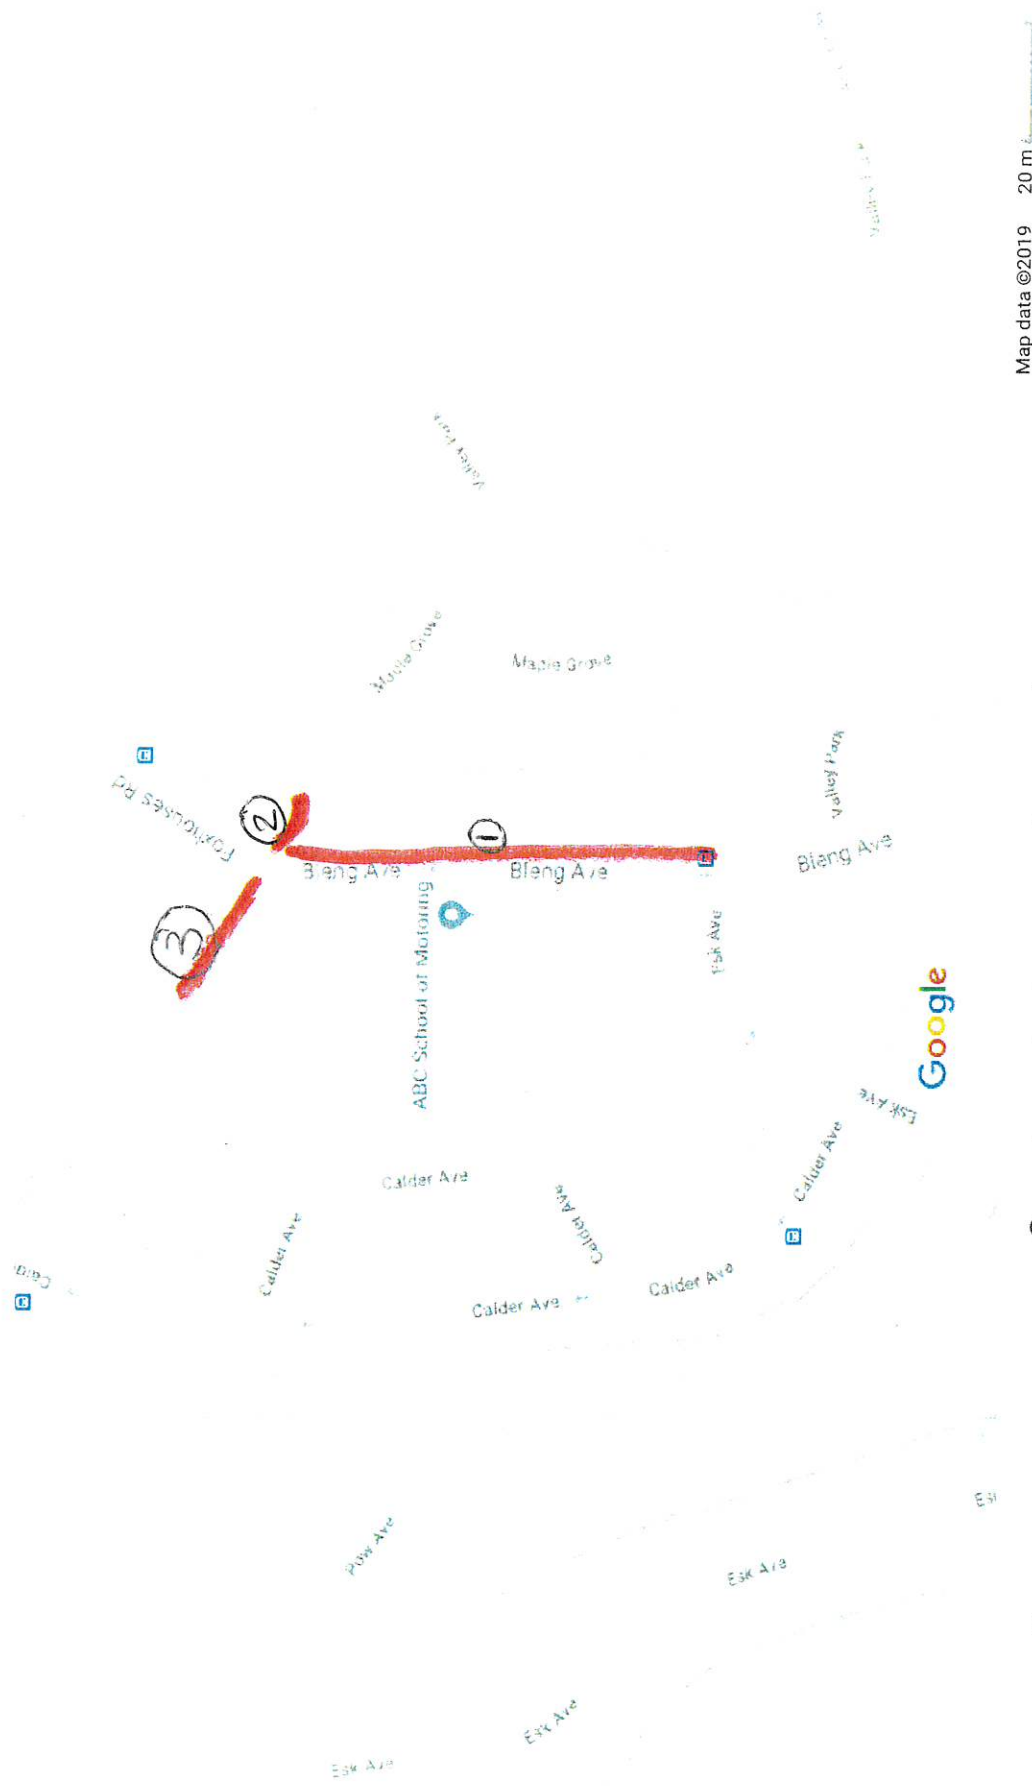 Foxhouses Rd
②
③
Bleng Ave
①
Bleng Ave
ABC School of Motoring
Maple Grove
Maple Grove
Valley Park
Valley Park
Bleng Ave
Esk Ave
Esk Ave
Calder Ave
Calder Ave
Calder Ave
Calder Ave
Calder Ave
Calder Ave
Pow Ave
Esk Ave
Esk Ave
Esk Ave
Google
Map data ©2019 20 m